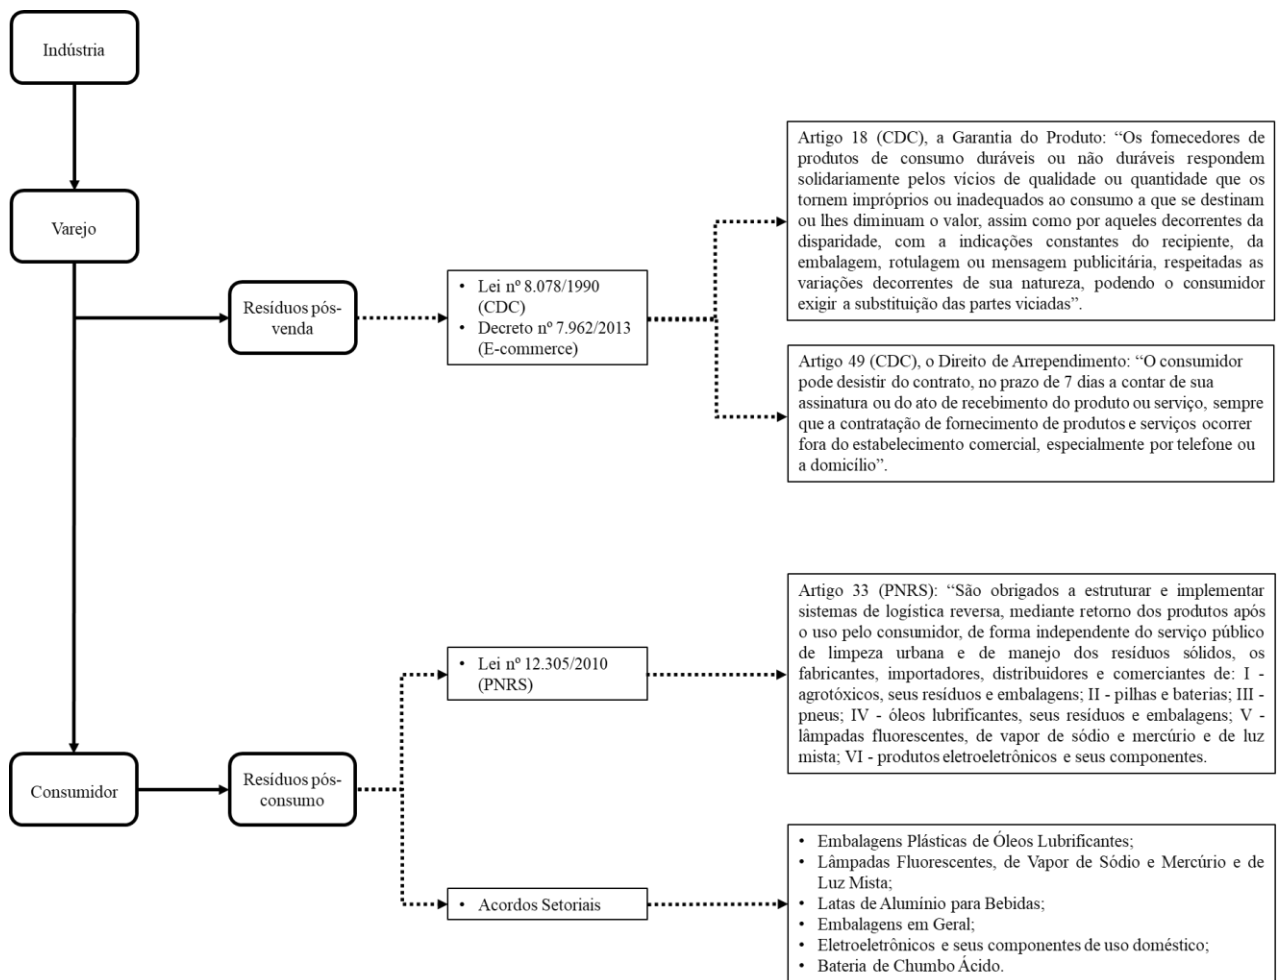 Indústria
Varejo
Resíduos pós-
venda
• Lei nº 8.078/1990
(CDC)
• Decreto nº 7.962/2013
(E-commerce)
Artigo 18 (CDC), a Garantia do Produto: “Os fornecedores de
produtos de consumo duráveis ou não duráveis respondem
solidariamente pelos vícios de qualidade ou quantidade que os
tornem impróprios ou inadequados ao consumo a que se destinam
ou lhes diminuam o valor, assim como por aqueles decorrentes da
disparidade, com a indicações constantes do recipiente, da
embalagem, rotulagem ou mensagem publicitária, respeitadas as
variações decorrentes de sua natureza, podendo o consumidor
exigir a substituição das partes viciadas”.
Artigo 49 (CDC), o Direito de Arrependimento: “O consumidor
pode desistir do contrato, no prazo de 7 dias a contar de sua
assinatura ou do ato de recebimento do produto ou serviço, sempre
que a contratação de fornecimento de produtos e serviços ocorrer
fora do estabelecimento comercial, especialmente por telefone ou
a domicílio”.
Consumidor
Resíduos pós-
consumo
• Lei nº 12.305/2010
(PNRS)
Artigo 33 (PNRS): “São obrigados a estruturar e implementar
sistemas de logística reversa, mediante retorno dos produtos após
o uso pelo consumidor, de forma independente do serviço público
de limpeza urbana e de manejo dos resíduos sólidos, os
fabricantes, importadores, distribuidores e comerciantes de: I -
agrotóxicos, seus resíduos e embalagens; II - pilhas e baterias; III -
pneus; IV - óleos lubrificantes, seus resíduos e embalagens; V -
lâmpadas fluorescentes, de vapor de sódio e mercúrio e de luz
mista; VI - produtos eletroeletrônicos e seus componentes.
• Acordos Setoriais
• Embalagens Plásticas de Óleos Lubrificantes;
• Lâmpadas Fluorescentes, de Vapor de Sódio e Mercúrio e de
Luz Mista;
• Latas de Alumínio para Bebidas;
• Embalagens em Geral;
• Eletroeletrônicos e seus componentes de uso doméstico;
• Bateria de Chumbo Ácido.